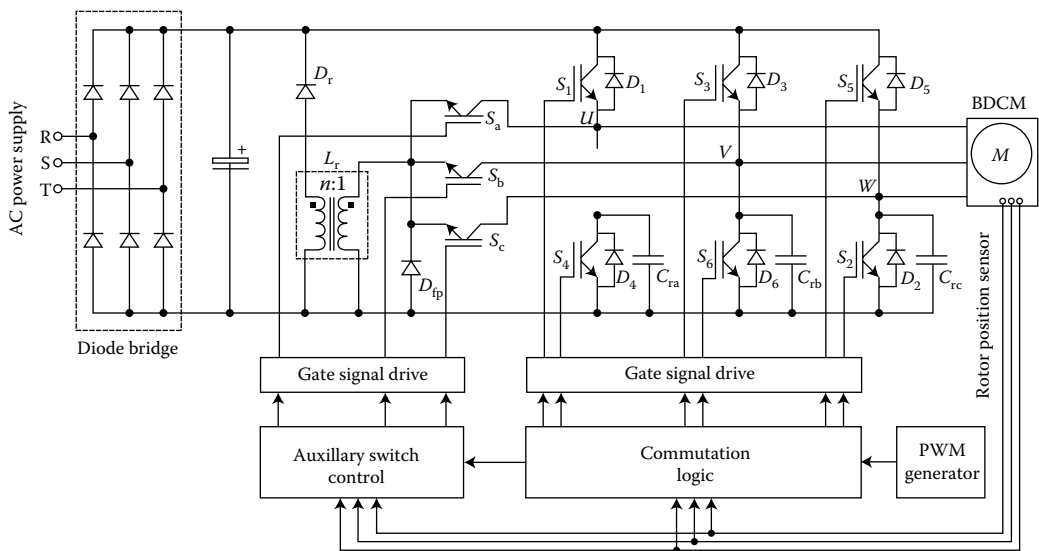 AC power supply
R
S
T
+
Diode bridge
D_r
L_r
n:1
D_fp
S_a
S_b
S_c
S_1
D_1
S_3
D_3
S_5
D_5
U
V
W
S_4
D_4
C_ra
S_6
D_6
C_rb
S_2
D_2
C_rc
BDCM
M
Rotor position sensor
Gate signal drive
Gate signal drive
Auxillary switch
control
Commutation
logic
PWM
generator